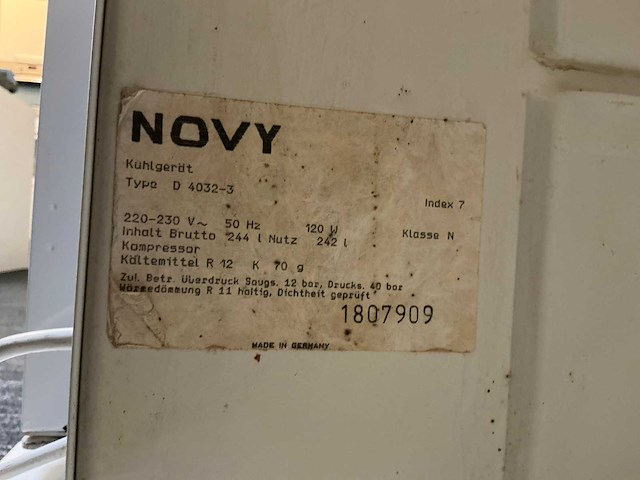 NOVY
Kühlgerät
Type D 4032-3
Index 7
220-230 V~ 50 Hz 120 W
Inhalt Brutto 244 l Nutz 242 l Klasse N
Kompressor
Kältemittel R 12 K 70 g
Zul. Betr. Überdruck Saugs. 12 bar, Drucks. 40 bar
Wärmedämmung R 11 haltig, Dichtheit geprüft
1807909
MADE IN GERMANY